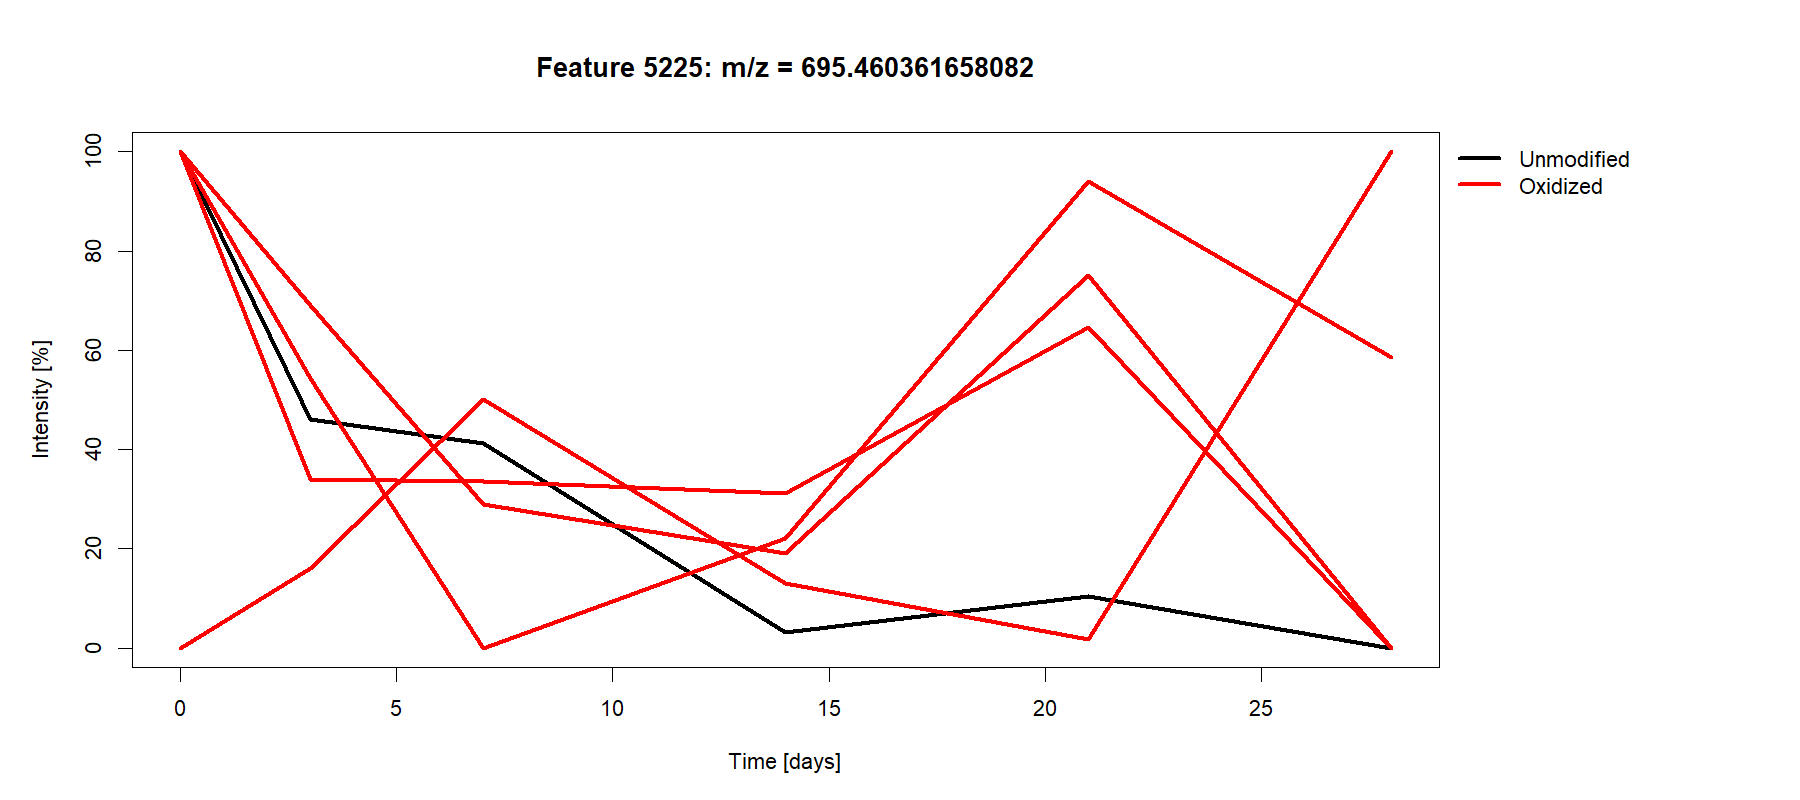 Feature 5225: m/z = 695.460361658082
Unmodified
Oxidized
Intensity [%]
100
80
60
40
20
0
0 5 10 15 20 25
Time [days]